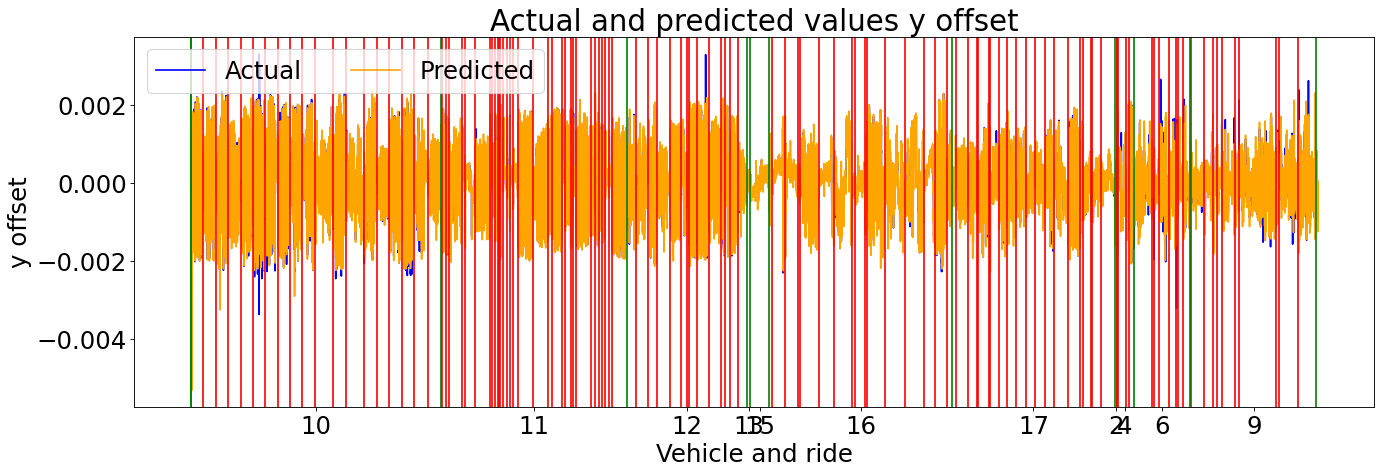 Actual and predicted values y offset
Actual Predicted
y offset
0.002
0.000
−0.002
−0.004
10 11 12 13 15 16 17 2 4 6 9
Vehicle and ride